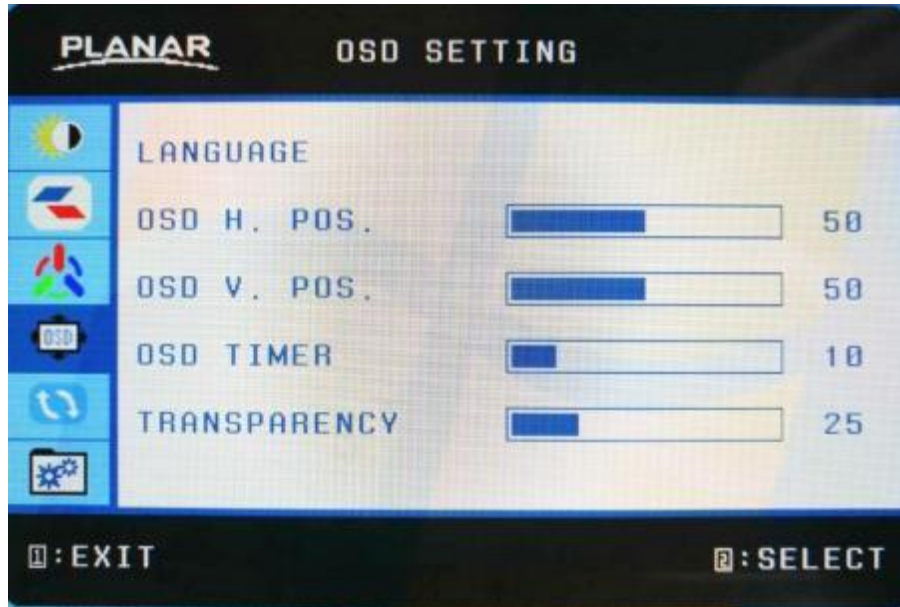 PLANAR OSD SETTING
LANGUAGE
OSD H. POS. 50
OSD V. POS. 50
OSD
OSD TIMER 10
TRANSPARENCY 25
1:EXIT 2:SELECT